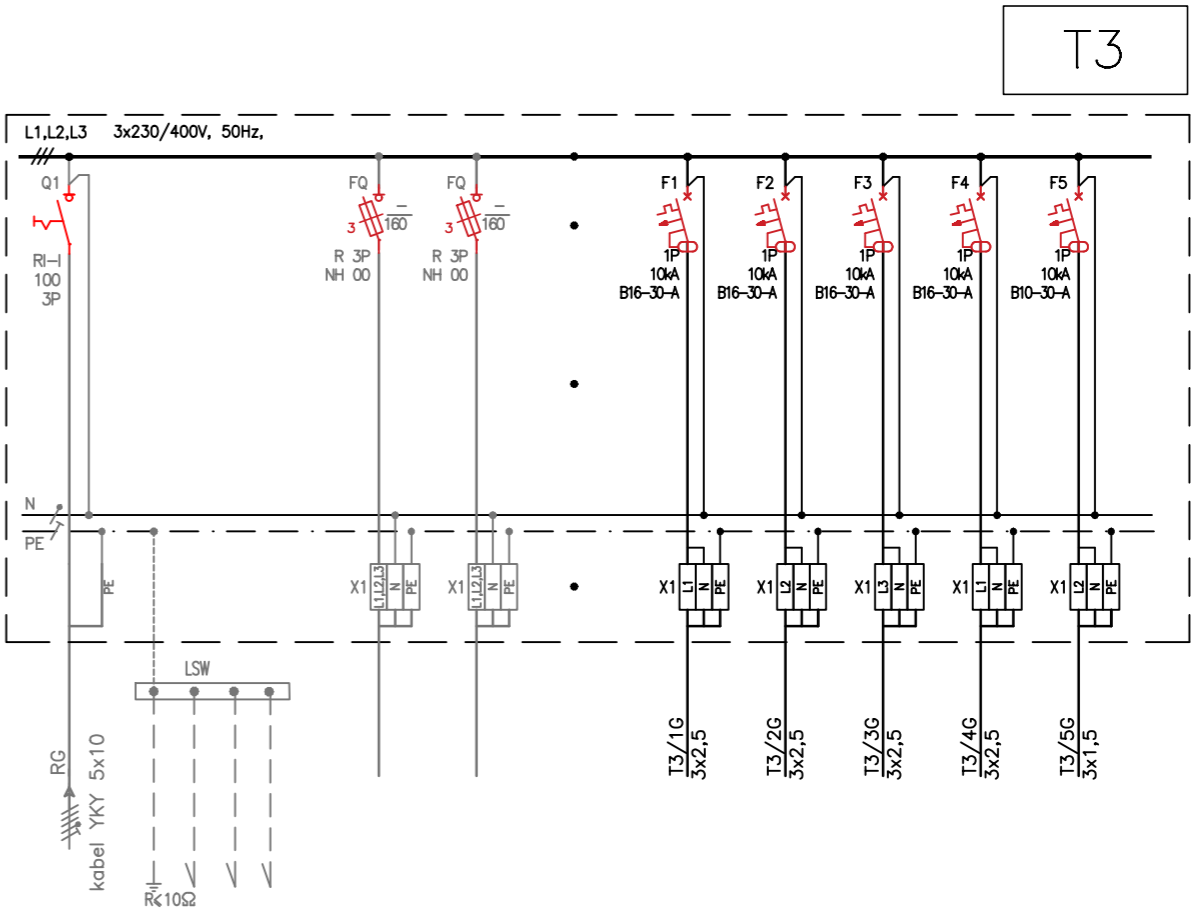 T3
L1,L2,L3 3x230/400V, 50Hz,
Q1
RI-I
100
3P
FQ
3
–
160
R 3P
NH 00
FQ
3
–
160
R 3P
NH 00
F1
1P
10kA
B16-30-A
F2
1P
10kA
B16-30-A
F3
1P
10kA
B16-30-A
F4
1P
10kA
B16-30-A
F5
1P
10kA
B10-30-A
N
PE
PE
X1 L1,L2,L3 N PE
X1 L1,L2,L3 N PE
X1 L1 N PE
X1 L2 N PE
X1 L3 N PE
X1 L1 N PE
X1 L2 N PE
LSW
RG
kabel YKY 5x10
R<10Ω
T3/1G
3x2,5
T3/2G
3x2,5
T3/3G
3x2,5
T3/4G
3x2,5
T3/5G
3x1,5